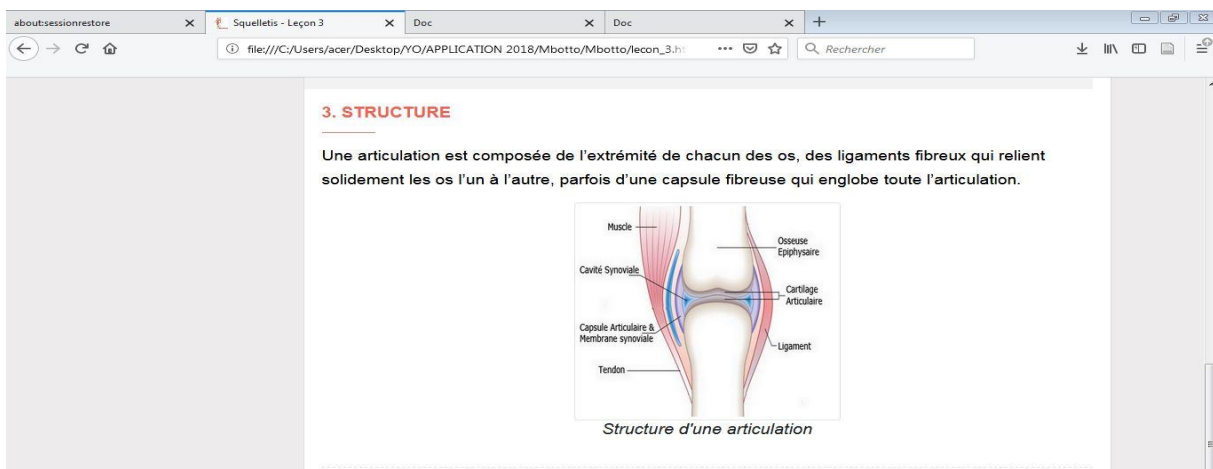 about:sessionrestore
Squelletis - Leçon 3
Doc
Doc
file:///C:/Users/acer/Desktop/YO/APPLICATION 2018/Mbotto/Mbotto/lecon_3.h
Rechercher
3. STRUCTURE
Une articulation est composée de l'extrémité de chacun des os, des ligaments fibreux qui relient
solidement les os l'un à l'autre, parfois d'une capsule fibreuse qui englobe toute l'articulation.
Muscle
Osseuse
Epiphysaire
Cavité Synoviale
Cartilage
Articulaire
Capsule Articulaire &
Membrane synoviale
Ligament
Tendon
Structure d'une articulation